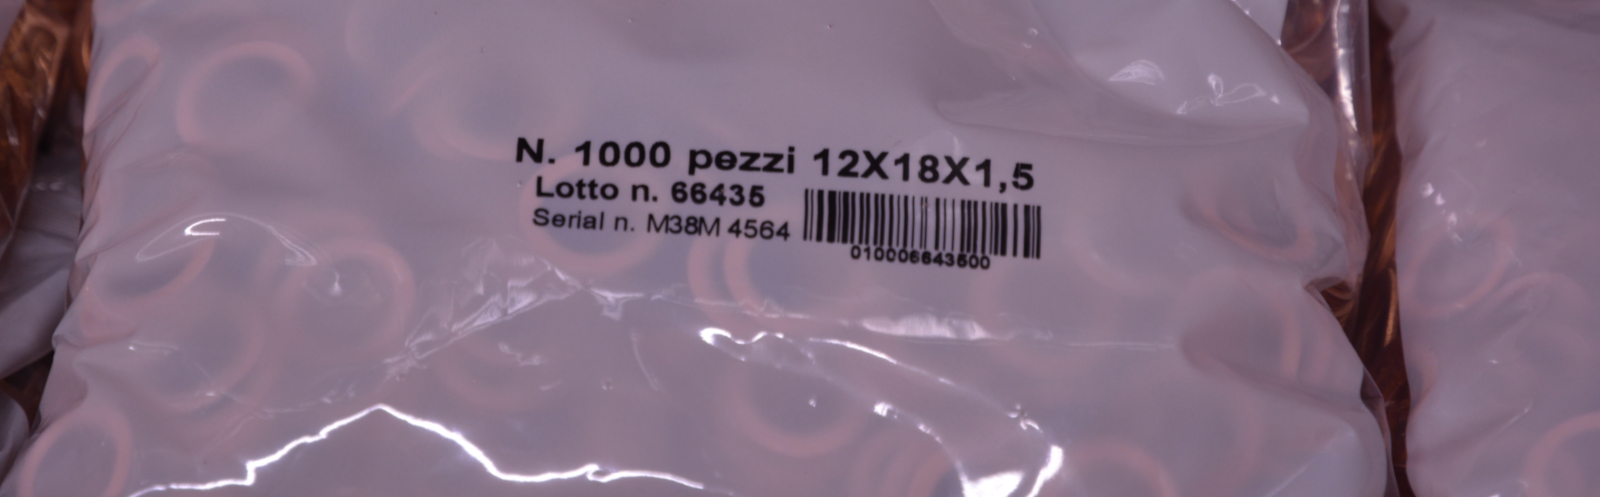 N. 1000 pezzi 12X18X1,5
Lotto n. 66435
Serial n. M38M 4564
010006643500